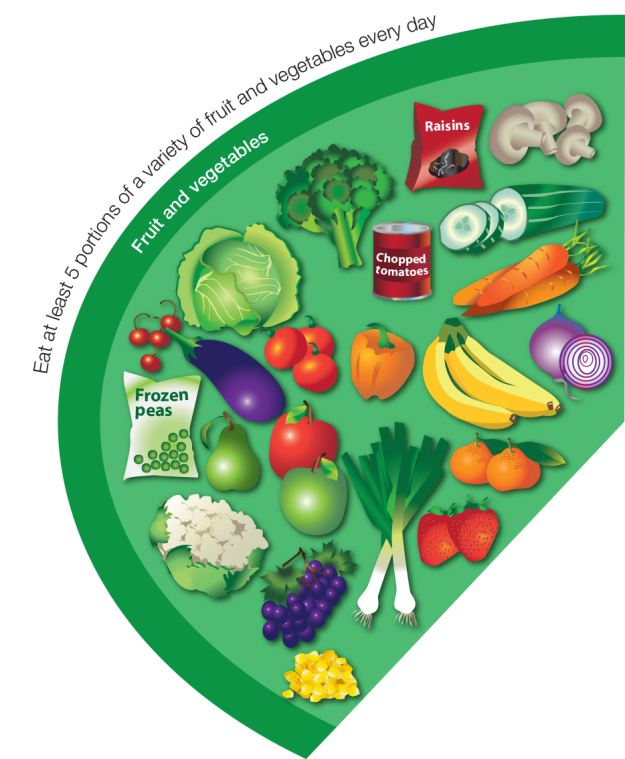 Eat at least 5 portions of a variety of fruit and vegetables every day
Fruit and vegetables
Raisins
Chopped
tomatoes
Frozen
peas